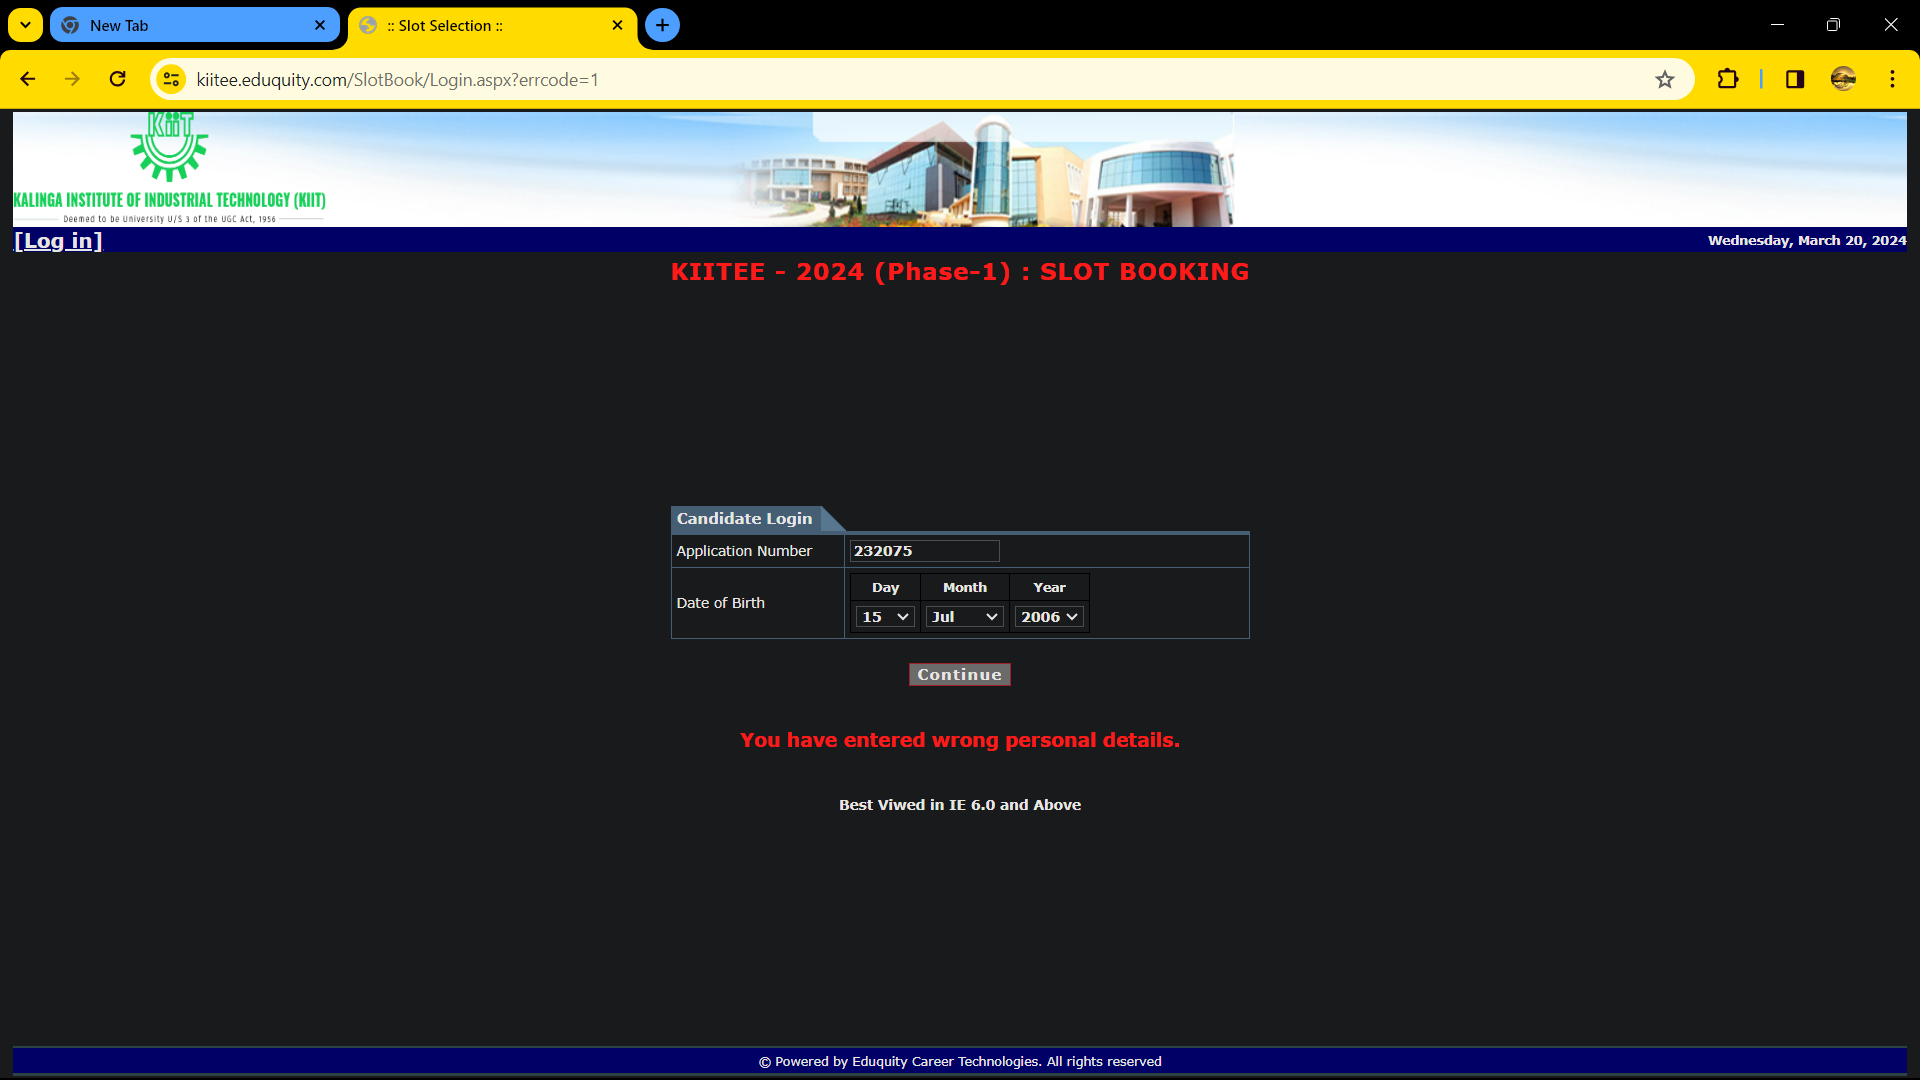 New Tab
:: Slot Selection ::
kiitee.eduquity.com/SlotBook/Login.aspx?errcode=1
KiiT
KALINGA INSTITUTE OF INDUSTRIAL TECHNOLOGY (KIIT)
Deemed to be University U/S 3 of the UGC Act, 1956
[Log in]
Wednesday, March 20, 2024
KIITEE - 2024 (Phase-1) : SLOT BOOKING
Candidate Login
Application Number 232075
Day Month Year
Date of Birth
15 Jul 2006
Continue
You have entered wrong personal details.
Best Viwed in IE 6.0 and Above
© Powered by Eduquity Career Technologies. All rights reserved